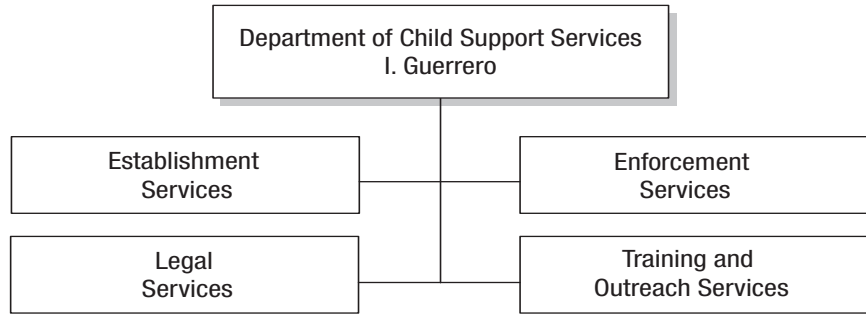 Department of Child Support Services
I. Guerrero
Establishment
Services
Enforcement
Services
Legal
Services
Training and
Outreach Services